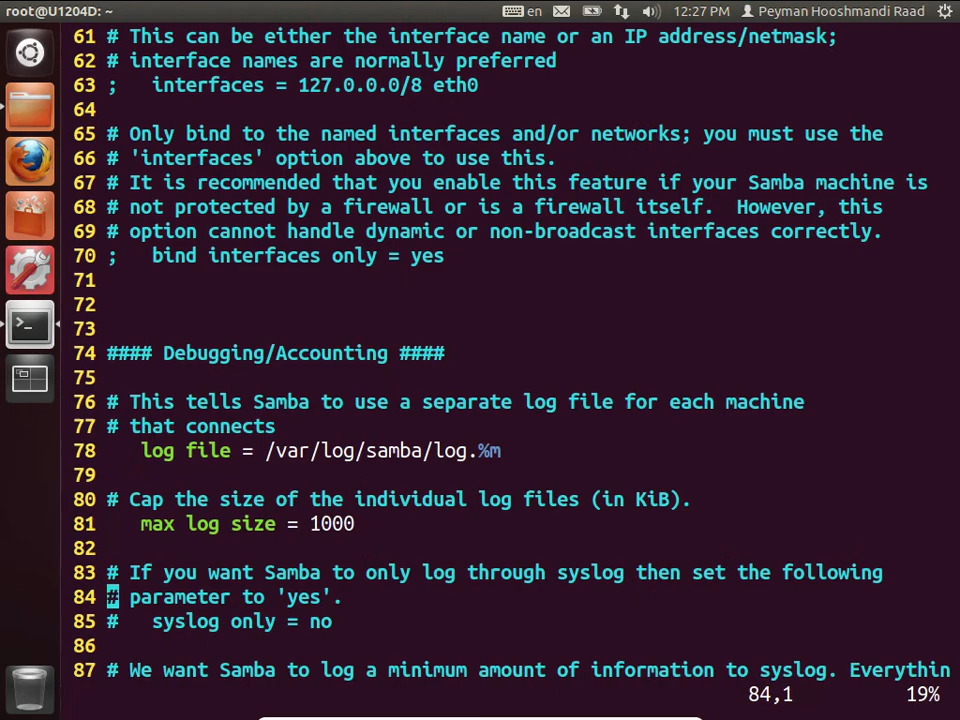 root@U1204D: ~ en 12:27 PM Peyman Hooshmandi Raad
61 # This can be either the interface name or an IP address/netmask;
62 # interface names are normally preferred
63 ;   interfaces = 127.0.0.0/8 eth0
64
65 # Only bind to the named interfaces and/or networks; you must use the
66 # 'interfaces' option above to use this.
67 # It is recommended that you enable this feature if your Samba machine is
68 # not protected by a firewall or is a firewall itself.  However, this
69 # option cannot handle dynamic or non-broadcast interfaces correctly.
70 ;   bind interfaces only = yes
71
72
73
74 #### Debugging/Accounting ####
75
76 # This tells Samba to use a separate log file for each machine
77 # that connects
78    log file = /var/log/samba/log.%m
79
80 # Cap the size of the individual log files (in KiB).
81    max log size = 1000
82
83 # If you want Samba to only log through syslog then set the following
84 # parameter to 'yes'.
85 #   syslog only = no
86
87 # We want Samba to log a minimum amount of information to syslog. Everythin
84,1 19%